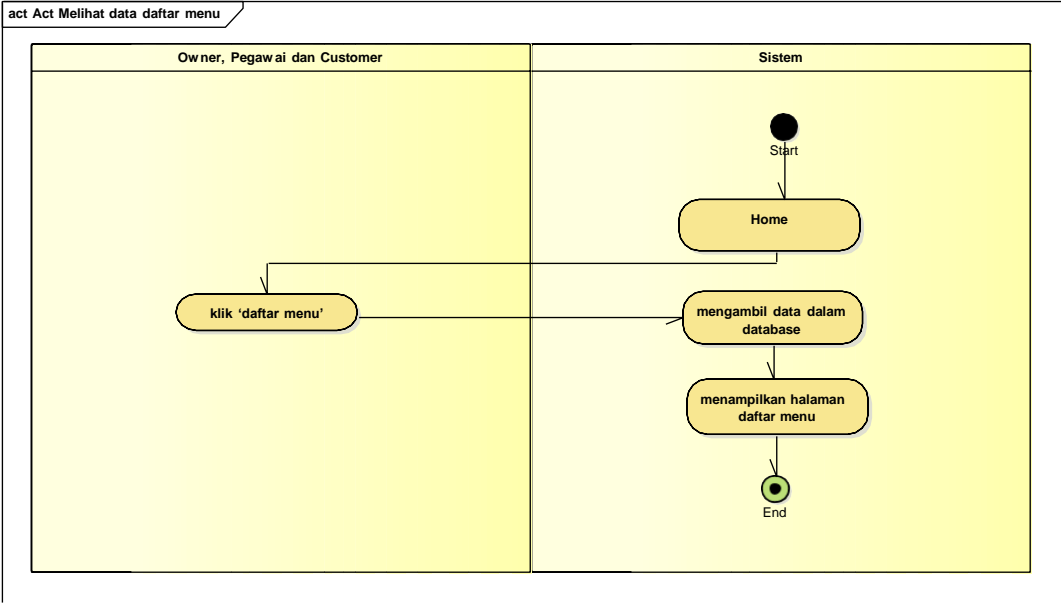 act Act Melihat data daftar menu
Owner, Pegawai dan Customer
Sistem
Start
Home
klik ‘daftar menu’
mengambil data dalam
database
menampilkan halaman
daftar menu
End